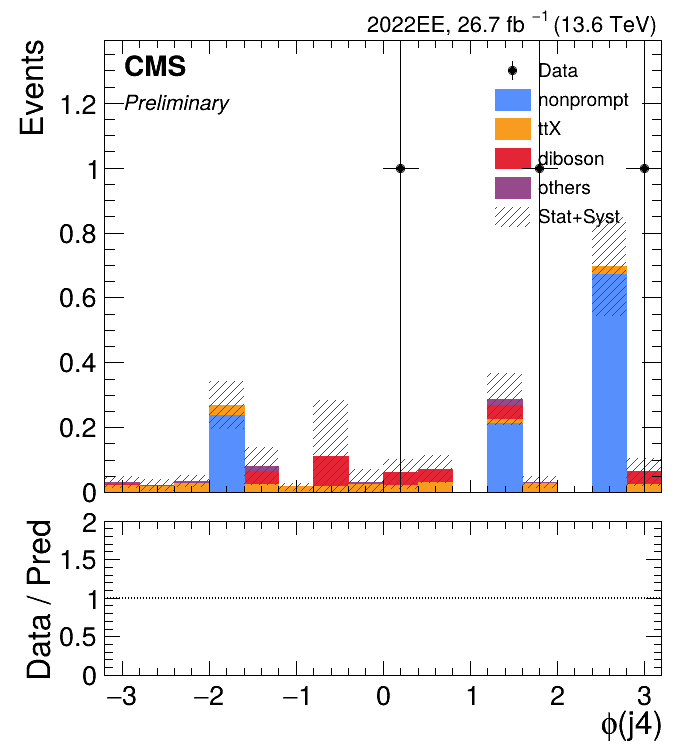 2022EE, 26.7 fb⁻¹ (13.6 TeV)
CMS
Preliminary
Events
Data
nonprompt
ttX
diboson
others
Stat+Syst
1.2
1
0.8
0.6
0.4
0.2
0
Data / Pred
2
1.5
1
0.5
0
−3 −2 −1 0 1 2 3
ϕ(j4)